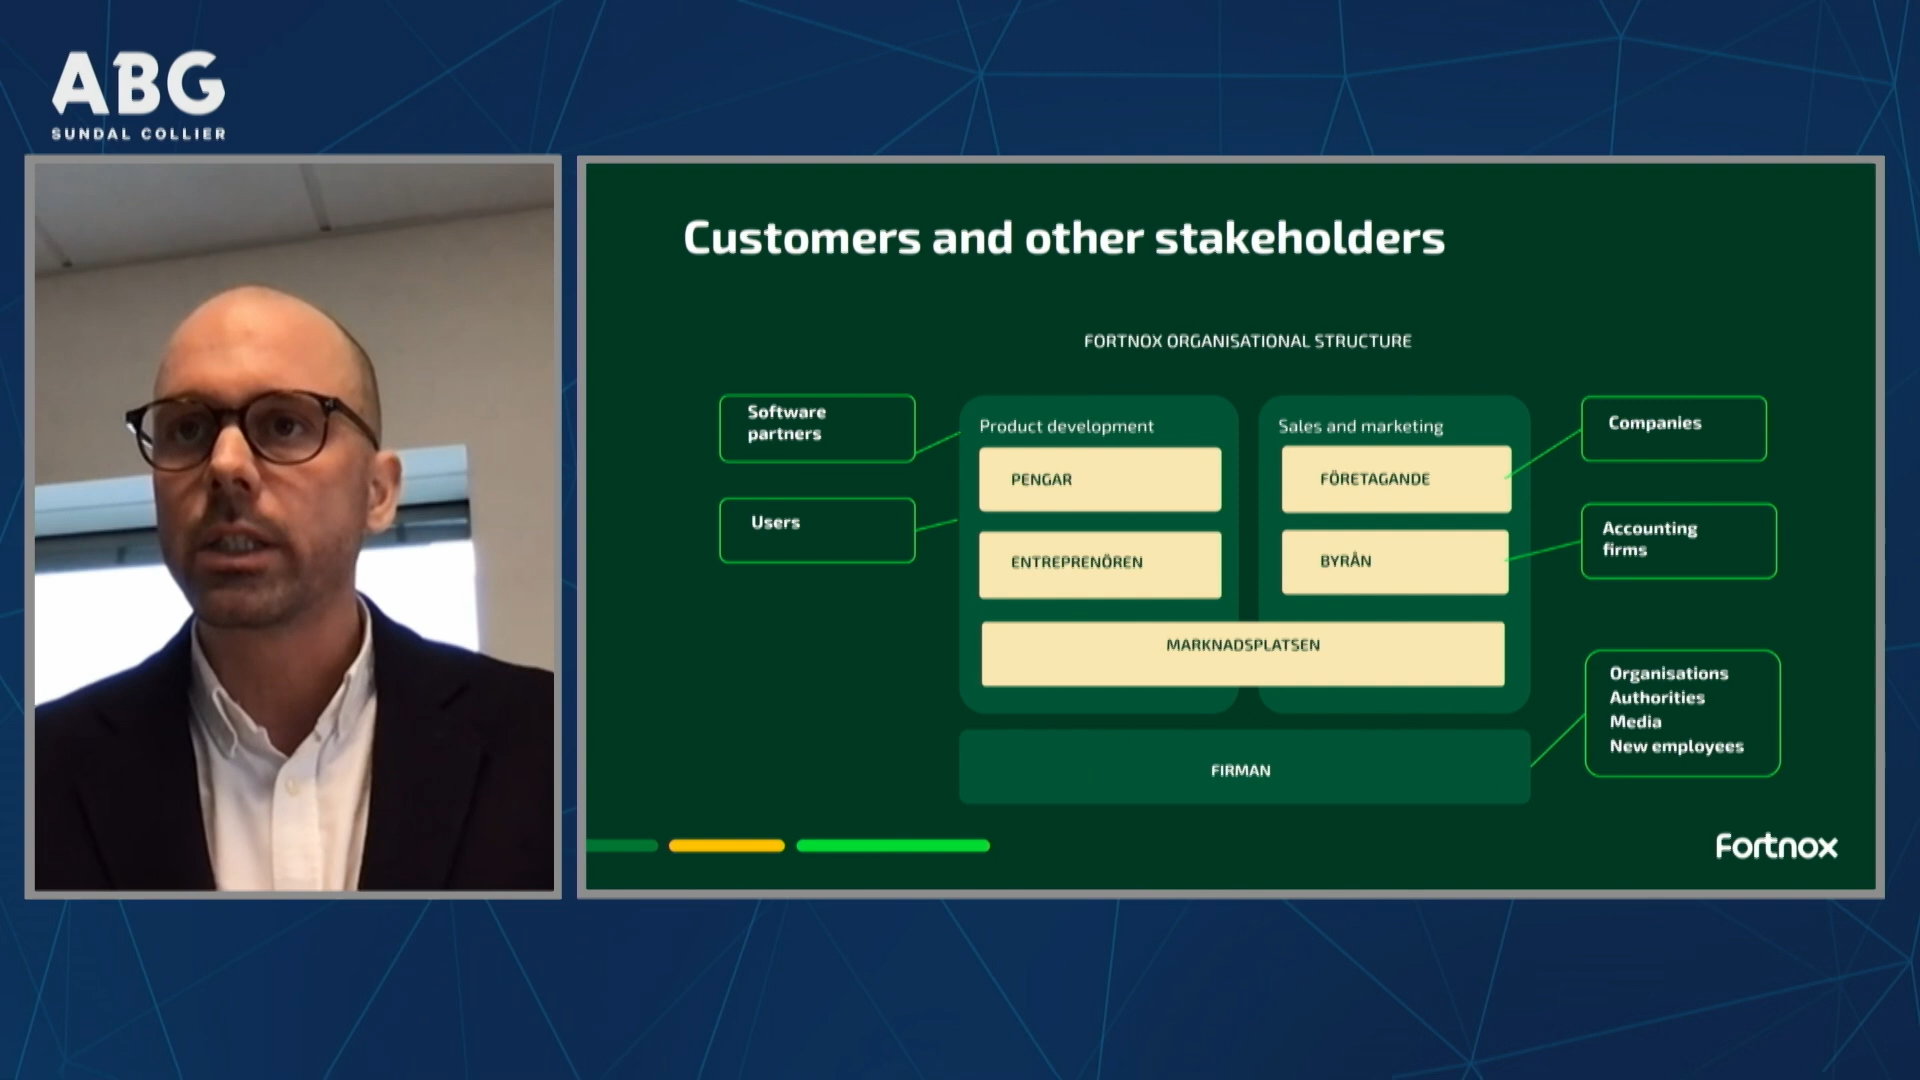 ABG
SUNDAL COLLIER
Customers and other stakeholders
FORTNOX ORGANISATIONAL STRUCTURE
Software
partners
Users
Product development
PENGAR
ENTREPRENÖREN
Sales and marketing
FÖRETAGANDE
BYRÅN
MARKNADSPLATSEN
FIRMAN
Companies
Accounting
firms
Organisations
Authorities
Media
New employees
Fortnox